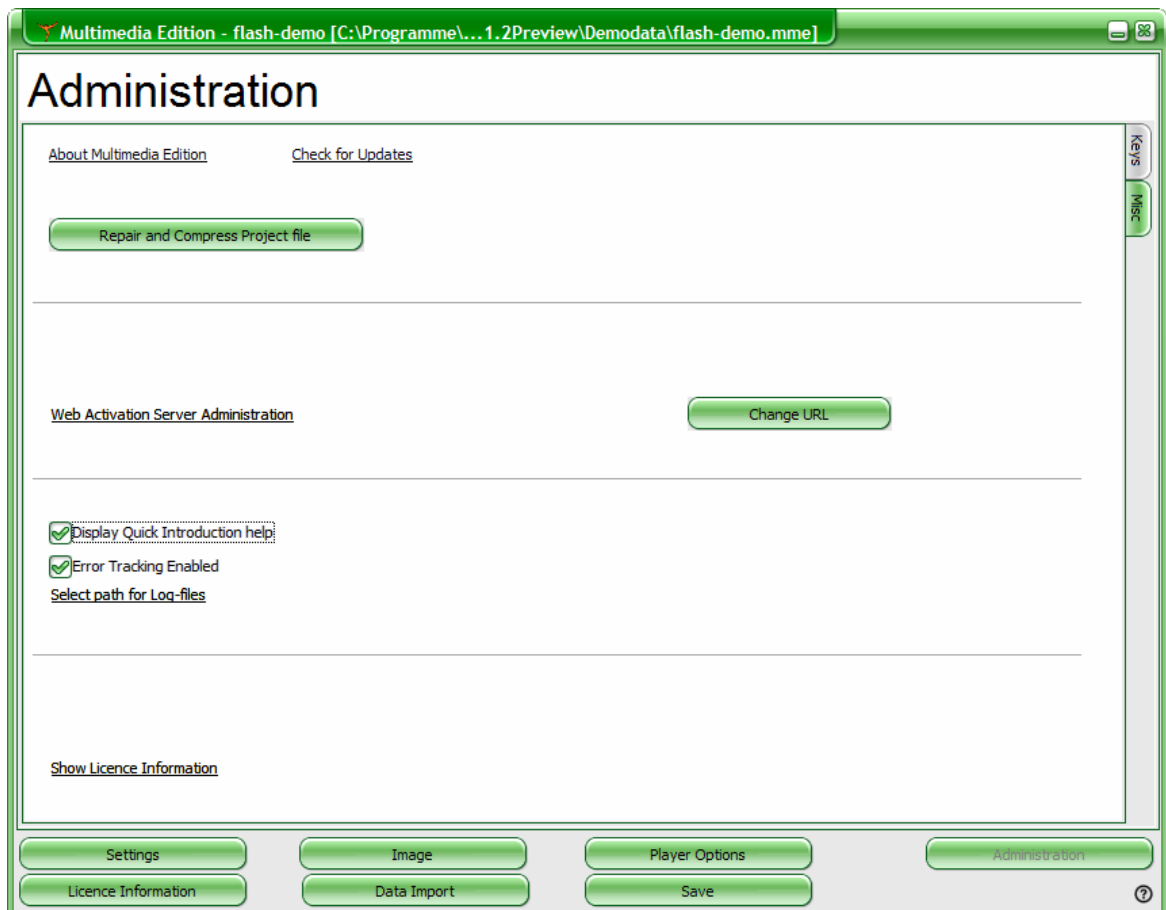 Multimedia Edition - flash-demo [C:\Programme\...1.2Preview\Demodata\flash-demo.mme]
Administration
About Multimedia Edition Check for Updates
Keys
Misc
Repair and Compress Project file
Web Activation Server Administration Change URL
Display Quick Introduction help
Error Tracking Enabled
Select path for Log-files
Show Licence Information
Settings Image Player Options Administration
Licence Information Data Import Save ?